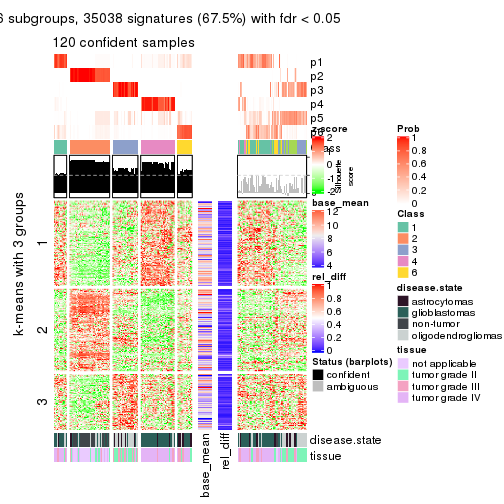 6 subgroups, 35038 signatures (67.5%) with fdr < 0.05
120 confident samples
p1
p2
p3
p4
p5
Class
Silhouette
score
k-means with 3 groups
1
2
3
base_mean
rel_diff
disease.state
tissue
z-score
2
1
0
-1
-2
base_mean
12
10
8
6
4
rel_diff
1
0.8
0.6
0.4
0.2
0
Status (barplots)
confident
ambiguous
Prob
1
0.8
0.6
0.4
0.2
0
Class
1
2
3
4
6
disease.state
astrocytomas
glioblastomas
non-tumor
oligodendrogliomas
tissue
not applicable
tumor grade II
tumor grade III
tumor grade IV